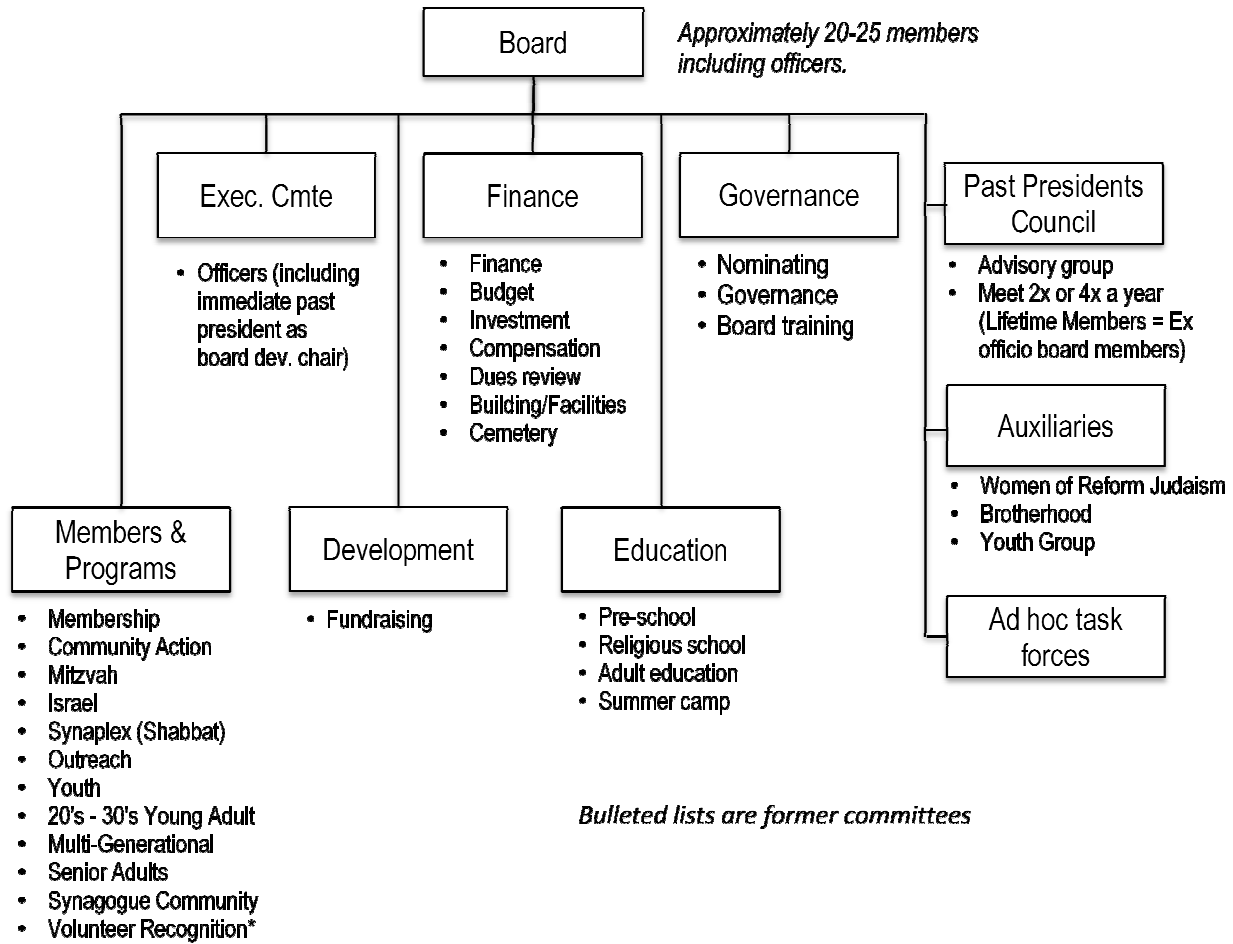 Board
Approximately 20-25 members
including officers.
Exec. Cmte
• Officers (including
immediate past
president as
board dev. chair)
Finance
• Finance
• Budget
• Investment
• Compensation
• Dues review
• Building/Facilities
• Cemetery
Governance
• Nominating
• Governance
• Board training
Past Presidents
Council
• Advisory group
• Meet 2x or 4x a year
(Lifetime Members = Ex
officio board members)
Auxiliaries
• Women of Reform Judaism
• Brotherhood
• Youth Group
Ad hoc task
forces
Members &
Programs
• Membership
• Community Action
• Mitzvah
• Israel
• Synaplex (Shabbat)
• Outreach
• Youth
• 20's - 30's Young Adult
• Multi-Generational
• Senior Adults
• Synagogue Community
• Volunteer Recognition*
Development
• Fundraising
Education
• Pre-school
• Religious school
• Adult education
• Summer camp
Bulleted lists are former committees